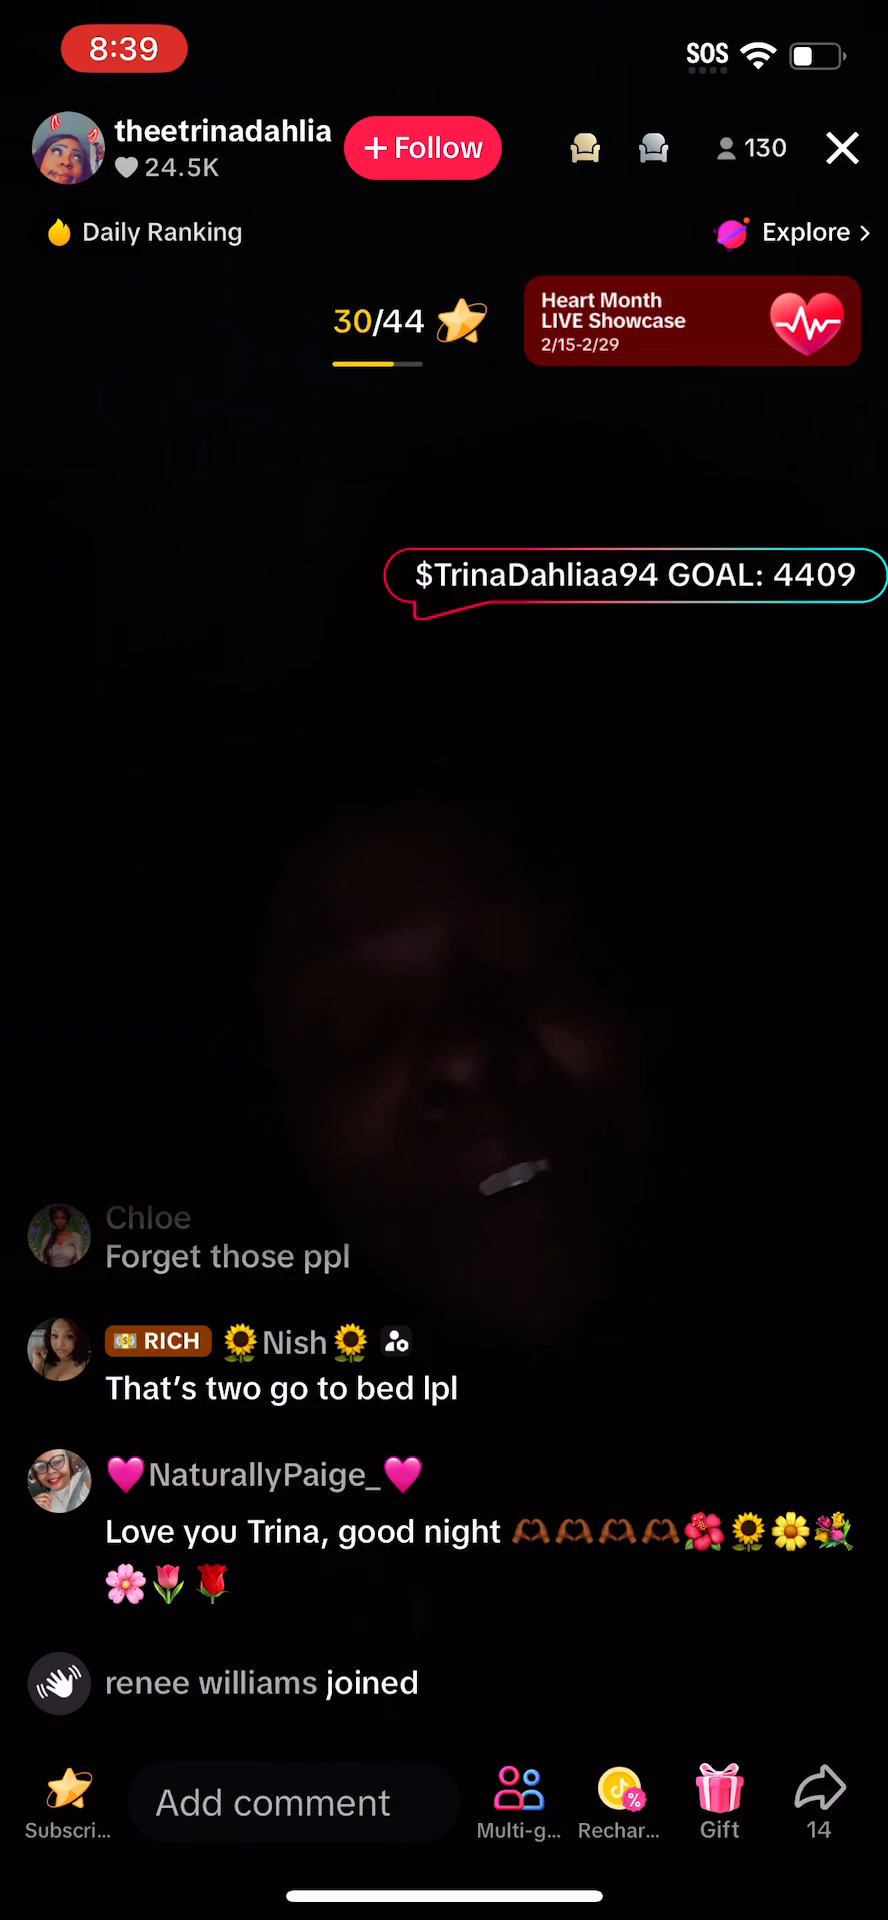 8:39
SOS
theetrinadahlia
24.5K
+ Follow
130
Daily Ranking
Explore >
30/44
Heart Month
LIVE Showcase
2/15-2/29
$TrinaDahliaa94 GOAL: 4409
Chloe
Forget those ppl
💵 RICH 🌻Nish🌻
That’s two go to bed lpl
🩷NaturallyPaige_🩷
Love you Trina, good night 🫶🏾🫶🏾🫶🏾🫶🏾🌺🌻🌼💐
🌸🌷🌹
renee williams joined
Add comment
Subscri...
Multi-g...
Rechar...
Gift
14